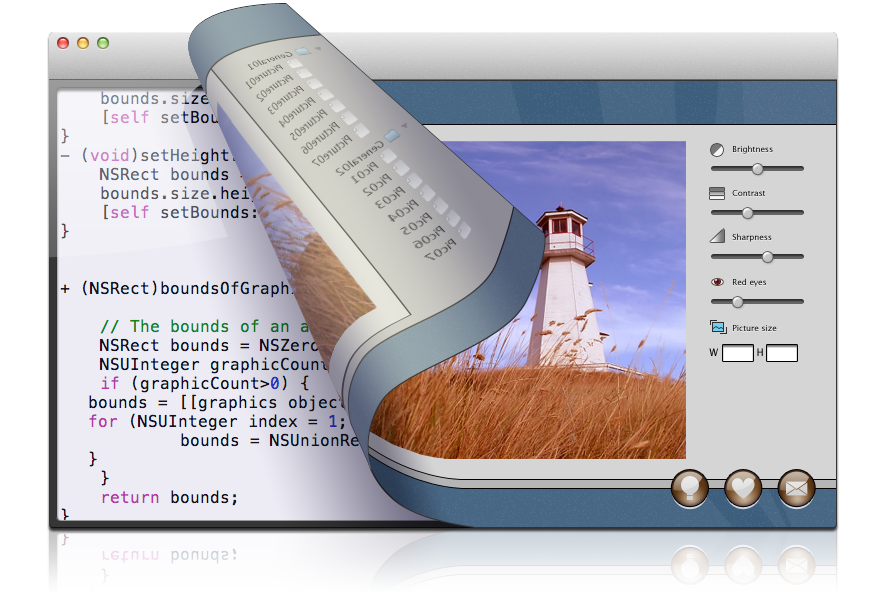 bounds.size
[self setBou
}
- (void)setHeight:
NSRect bounds =
bounds.size.hei
[self setBounds:
}
+ (NSRect)boundsOfGraphi
// The bounds of an a
NSRect bounds = NSZero
NSUInteger graphicCount
if (graphicCount>0) {
bounds = [[graphics objec
for (NSUInteger index = 1;
bounds = NSUnionRe
}
}
return bounds;
}
General01
Picture01
Picture02
Picture03
Picture04
Picture05
Picture06
Picture07
General02
Pic01
Pic02
Pic03
Pic04
Pic05
Pic06
Pic07
Brightness
Contrast
Sharpness
Red eyes
Picture size
W H